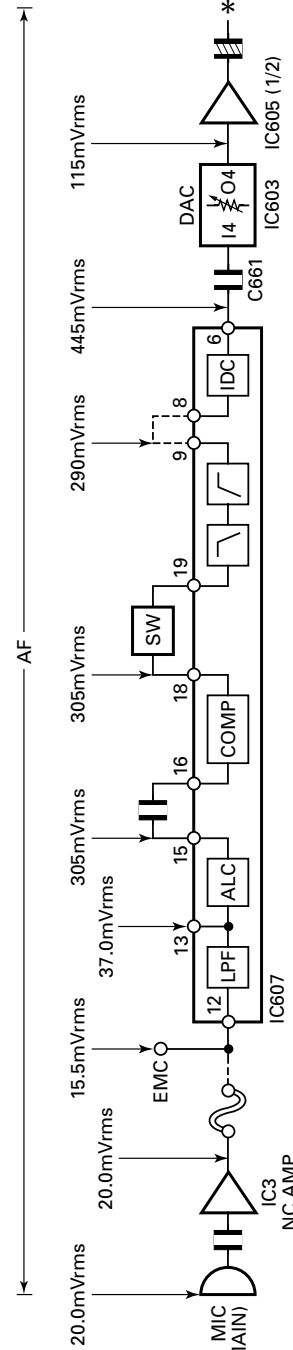 AF
20.0mVrms
20.0mVrms
15.5mVrms
37.0mVrms
305mVrms
305mVrms
290mVrms
445mVrms
115mVrms
EMC
SW
DAC
12
13
15
16
18
19
9
8
6
LPF
ALC
COMP
IDC
I4
O4
*
MIC
IAIN)
IC3
NC AMP
IC607
C661
IC603
IC605 (1/2)